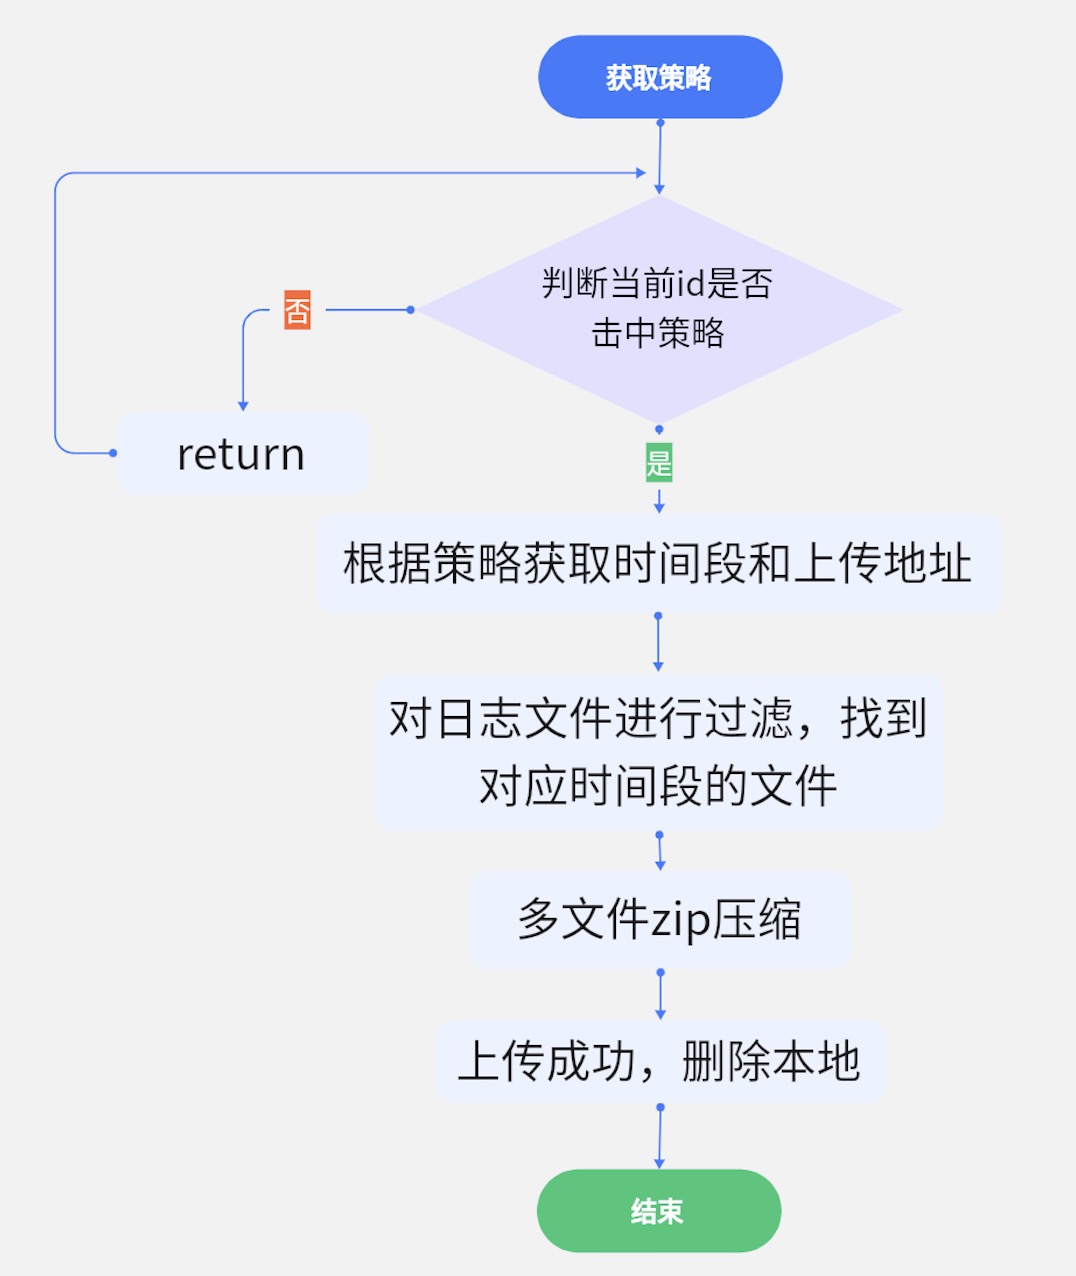 获取策略
判断当前id是否
击中策略
否
return
是
根据策略获取时间段和上传地址
对日志文件进行过滤，找到
对应时间段的文件
多文件zip压缩
上传成功，删除本地
结束